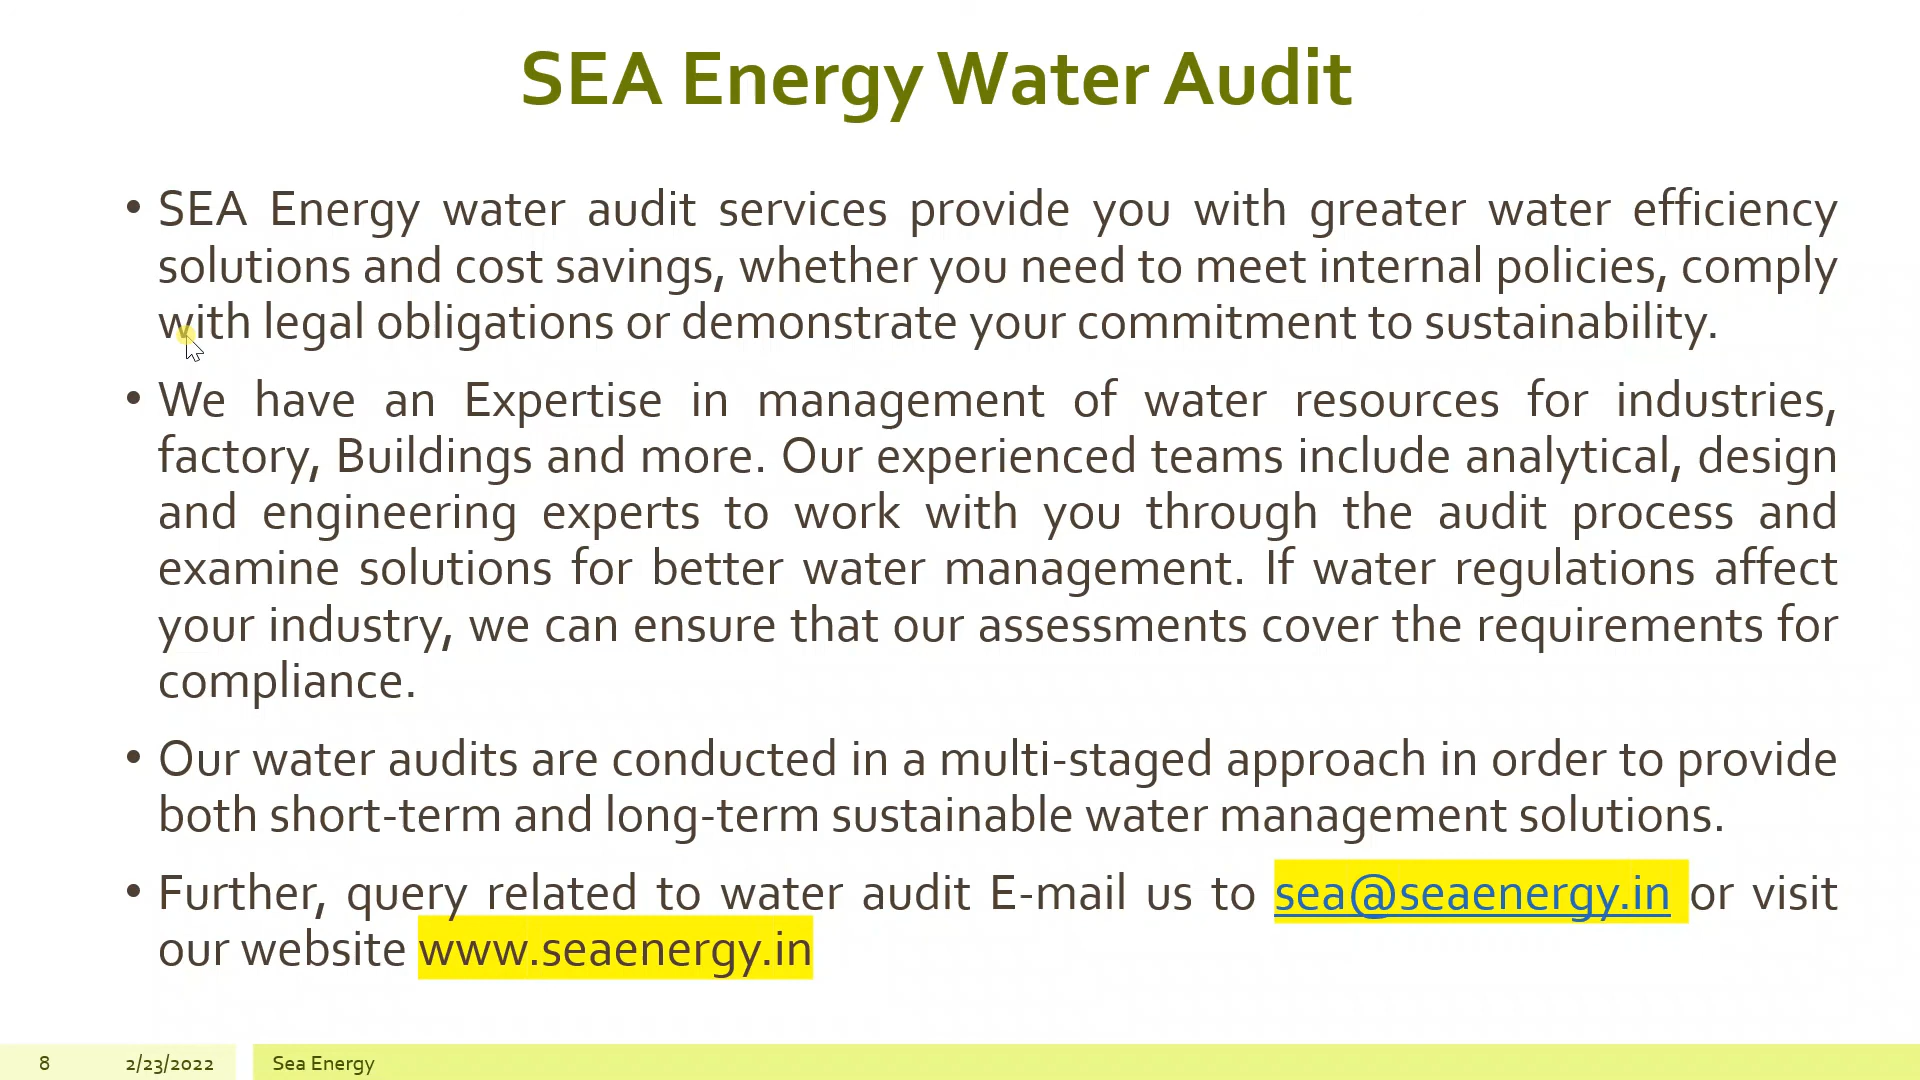 SEA Energy Water Audit
• SEA Energy water audit services provide you with greater water efficiency
solutions and cost savings, whether you need to meet internal policies, comply
with legal obligations or demonstrate your commitment to sustainability.
• We have an Expertise in management of water resources for industries,
factory, Buildings and more. Our experienced teams include analytical, design
and engineering experts to work with you through the audit process and
examine solutions for better water management. If water regulations affect
your industry, we can ensure that our assessments cover the requirements for
compliance.
• Our water audits are conducted in a multi-staged approach in order to provide
both short-term and long-term sustainable water management solutions.
• Further, query related to water audit E-mail us to sea@seaenergy.in or visit
our website www.seaenergy.in
8 2/23/2022 Sea Energy